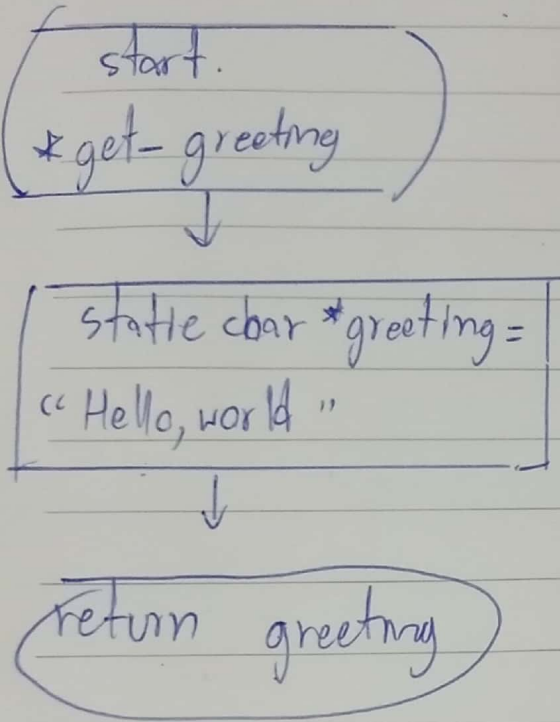 start.
*get-greeting
static char *greeting=
"Hello, world"
return greeting